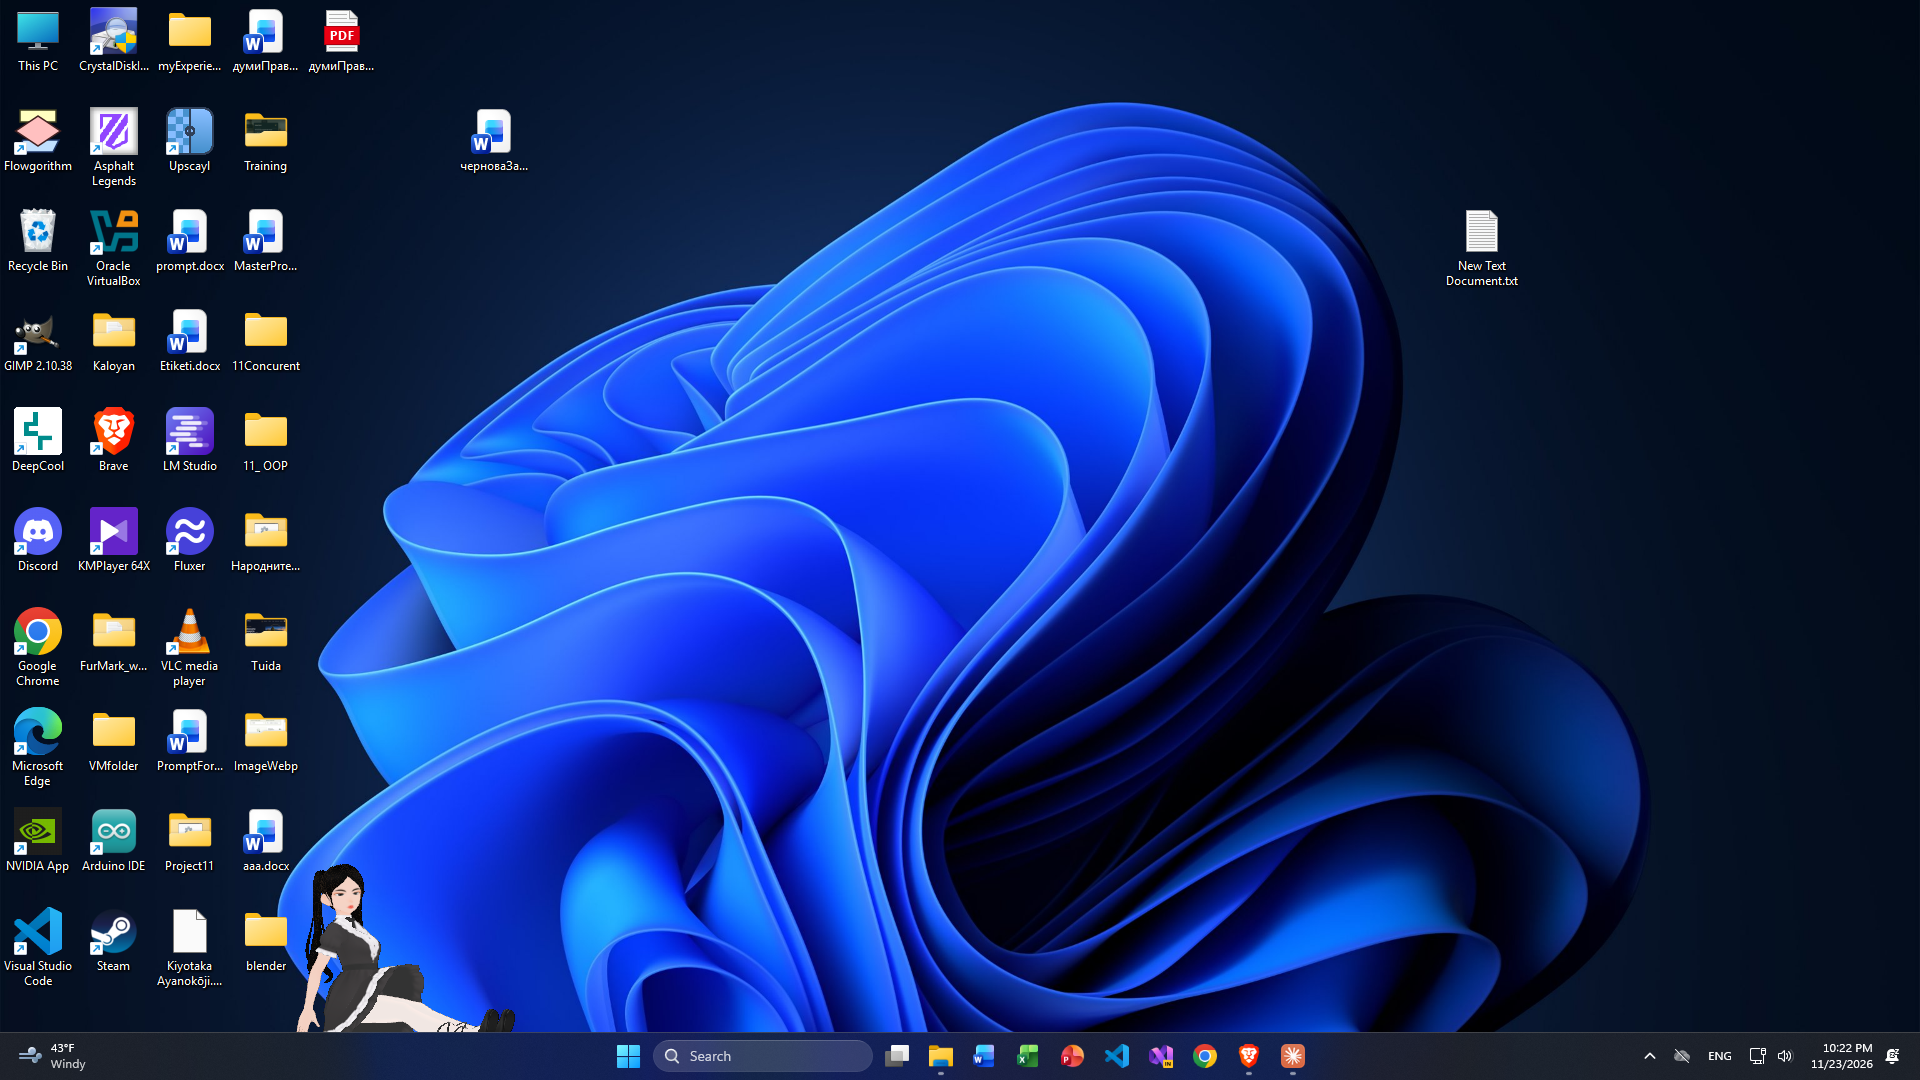 This PC
CrystalDiskI...
myExperie...
думиПрав...
думиПрав...
PDF
Flowgorithm
Asphalt
Legends
Upscayl
Training
черноваЗа...
Recycle Bin
Oracle
VirtualBox
prompt.docx
MasterPro...
New Text
Document.txt
GIMP 2.10.38
Kaloyan
Etiketi.docx
11Concurent
DeepCool
Brave
LM Studio
11_ OOP
Discord
KMPlayer 64X
Fluxer
Народните...
Google
Chrome
FurMark_w...
VLC media
player
Tuida
Microsoft
Edge
VMfolder
PromptFor...
ImageWebp
NVIDIA App
Arduino IDE
Project11
aaa.docx
Visual Studio
Code
Steam
Kiyotaka
Ayanokōji....
blender
43°F
Windy
Search
ENG
10:22 PM
11/23/2026